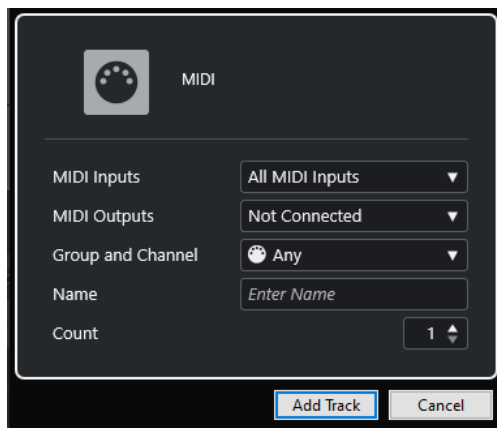 MIDI
MIDI Inputs All MIDI Inputs
MIDI Outputs Not Connected
Group and Channel Any
Name Enter Name
Count 1
Add Track Cancel